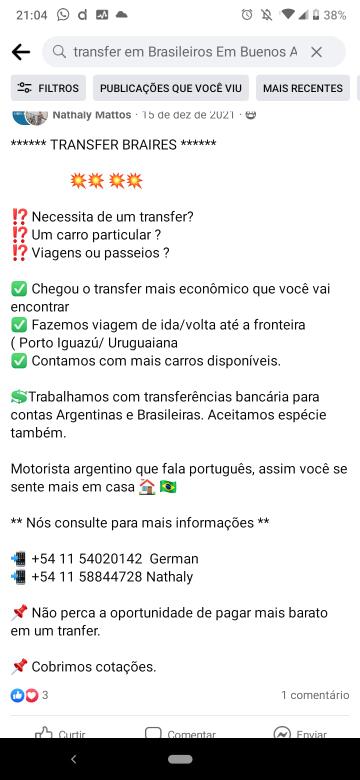 21:04 38%
transfer em Brasileiros Em Buenos A
FILTROS PUBLICAÇÕES QUE VOCÊ VIU MAIS RECENTES
Nathaly Mattos · 15 de dez de 2021 ·
****** TRANSFER BRAIRES ******
💥💥 💥💥
⁉️ Necessita de um transfer?
⁉️ Um carro particular ?
⁉️ Viagens ou passeios ?
✅ Chegou o transfer mais econômico que você vai
encontrar
✅ Fazemos viagem de ida/volta até a fronteira
( Porto Iguazú/ Uruguaiana
✅ Contamos com mais carros disponíveis.
💲Trabalhamos com transferências bancária para
contas Argentinas e Brasileiras. Aceitamos espécie
também.
Motorista argentino que fala português, assim você se
sente mais em casa 🏠 🇧🇷
** Nós consulte para mais informações **
📲 +54 11 54020142 German
📲 +54 11 58844728 Nathaly
📌 Não perca a oportunidade de pagar mais barato
em um tranfer.
📌 Cobrimos cotações.
3 1 comentário
Curtir Comentar Enviar